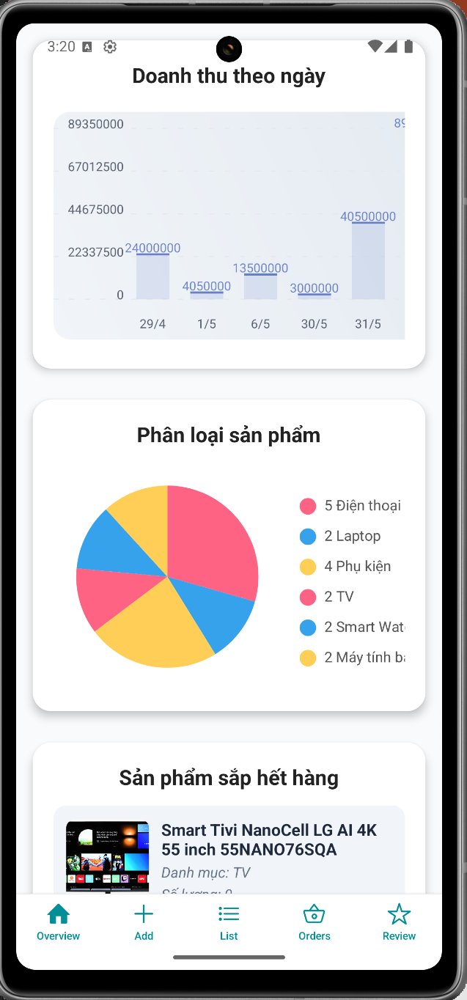 3:20
Doanh thu theo ngày
89350000
67012500
44675000
22337500
0
24000000
4050000
13500000
3000000
40500000
89
29/4
1/5
6/5
30/5
31/5
Phân loại sản phẩm
5 Điện thoại
2 Laptop
4 Phụ kiện
2 TV
2 Smart Wat
2 Máy tính b
Sản phẩm sắp hết hàng
Smart Tivi NanoCell LG AI 4K
55 inch 55NANO76SQA
Danh mục: TV
Số lượng: 0
Overview
Add
List
Orders
Review